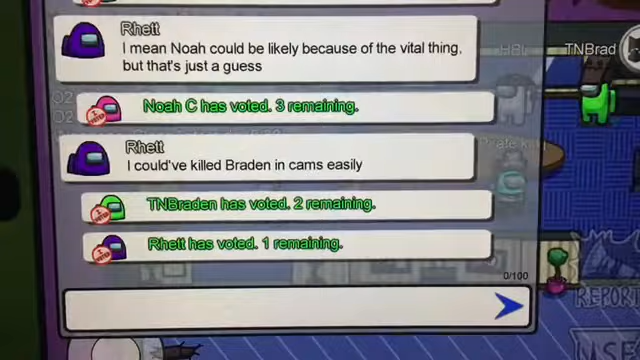 Rhett
I mean Noah could be likely because of the vital thing,
but that's just a guess
TNBrad
Noah C has voted. 3 remaining.
Rhett
I could've killed Braden in cams easily
TNBraden has voted. 2 remaining.
Rhett has voted. 1 remaining.
0/100
REPORT
USE